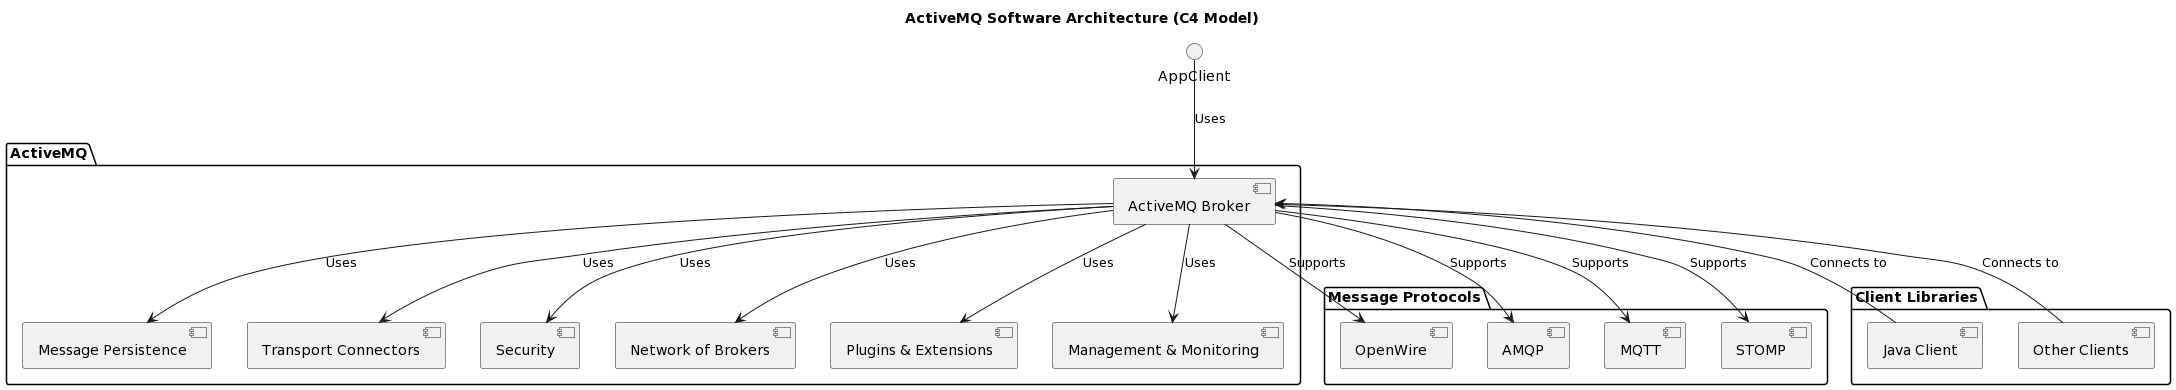 ActiveMQ Software Architecture (C4 Model)
AppClient
Uses
ActiveMQ
ActiveMQ Broker
Uses
Uses
Uses
Uses
Uses
Uses
Supports
Supports
Supports
Supports
Connects to
Connects to
Message Protocols
Client Libraries
Message Persistence
Transport Connectors
Security
Network of Brokers
Plugins & Extensions
Management & Monitoring
OpenWire
AMQP
MQTT
STOMP
Java Client
Other Clients